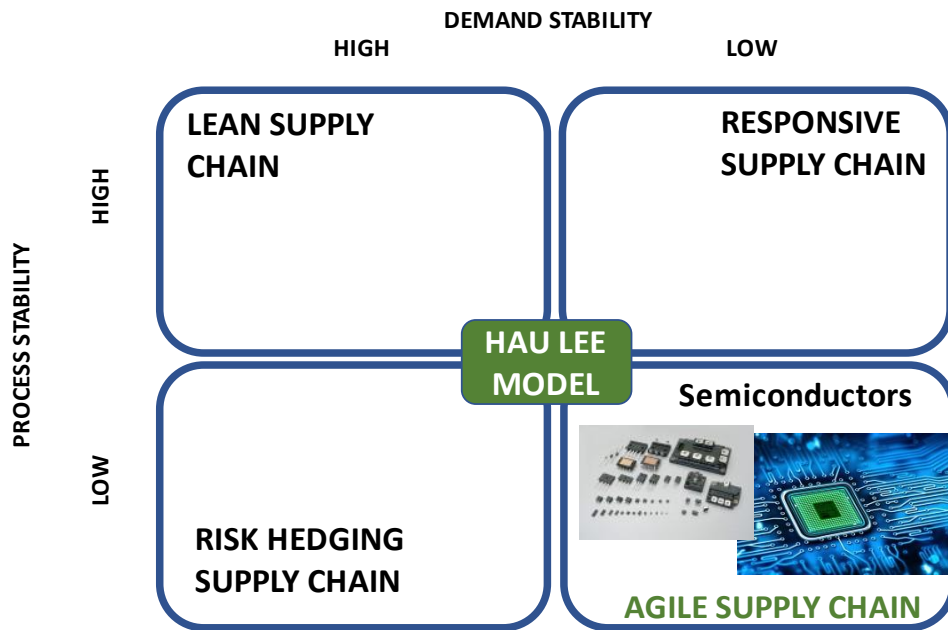 DEMAND STABILITY
HIGH
LOW
LEAN SUPPLY
CHAIN
RESPONSIVE
SUPPLY CHAIN
HIGH
PROCESS STABILITY
HAU LEE
MODEL
Semiconductors
LOW
RISK HEDGING
SUPPLY CHAIN
AGILE SUPPLY CHAIN